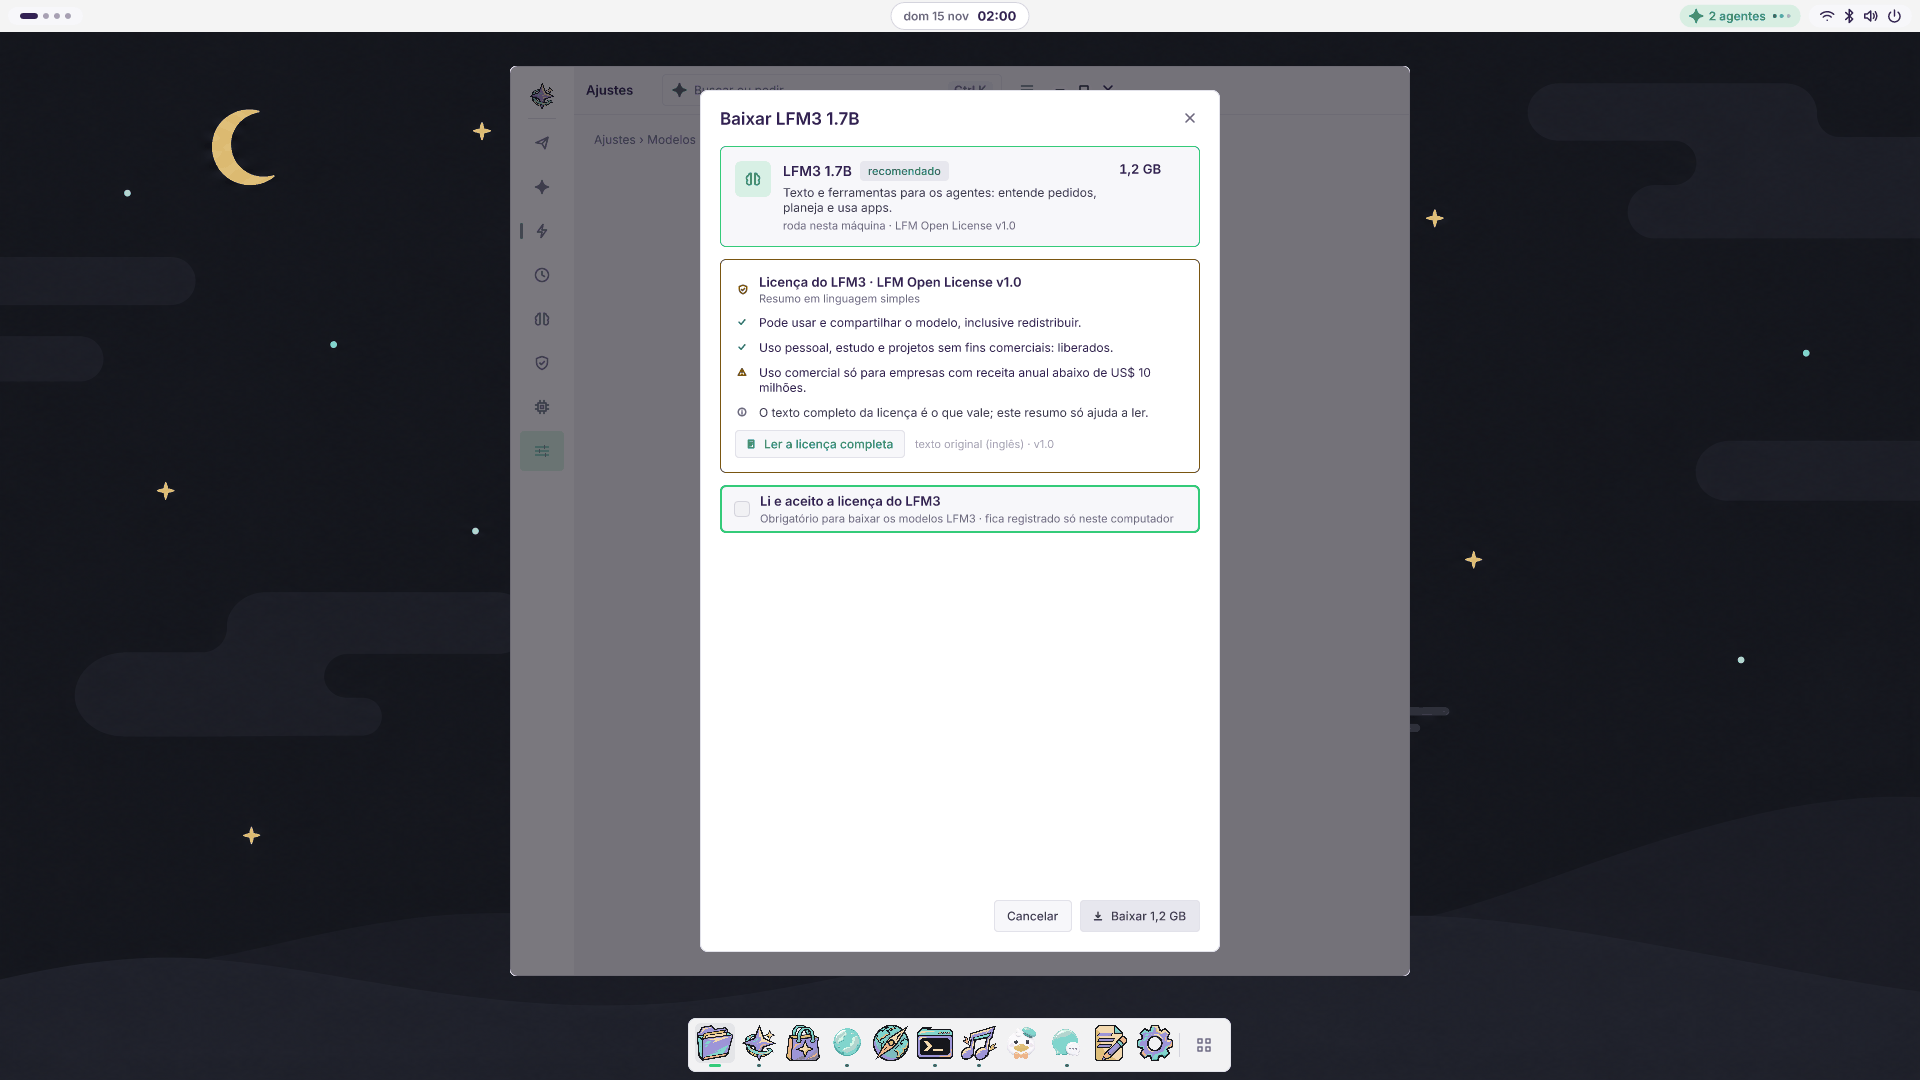 dom 15 nov 02:00
2 agentes
Ajustes
Ajustes › Modelos
Baixar LFM3 1.7B
LFM3 1.7B recomendado 1,2 GB
Texto e ferramentas para os agentes: entende pedidos,
planeja e usa apps.
roda nesta máquina · LFM Open License v1.0
Licença do LFM3 · LFM Open License v1.0
Resumo em linguagem simples
Pode usar e compartilhar o modelo, inclusive redistribuir.
Uso pessoal, estudo e projetos sem fins comerciais: liberados.
Uso comercial só para empresas com receita anual abaixo de US$ 10
milhões.
O texto completo da licença é o que vale; este resumo só ajuda a ler.
Ler a licença completa texto original (inglês) · v1.0
Li e aceito a licença do LFM3
Obrigatório para baixar os modelos LFM3 · fica registrado só neste computador
Cancelar Baixar 1,2 GB